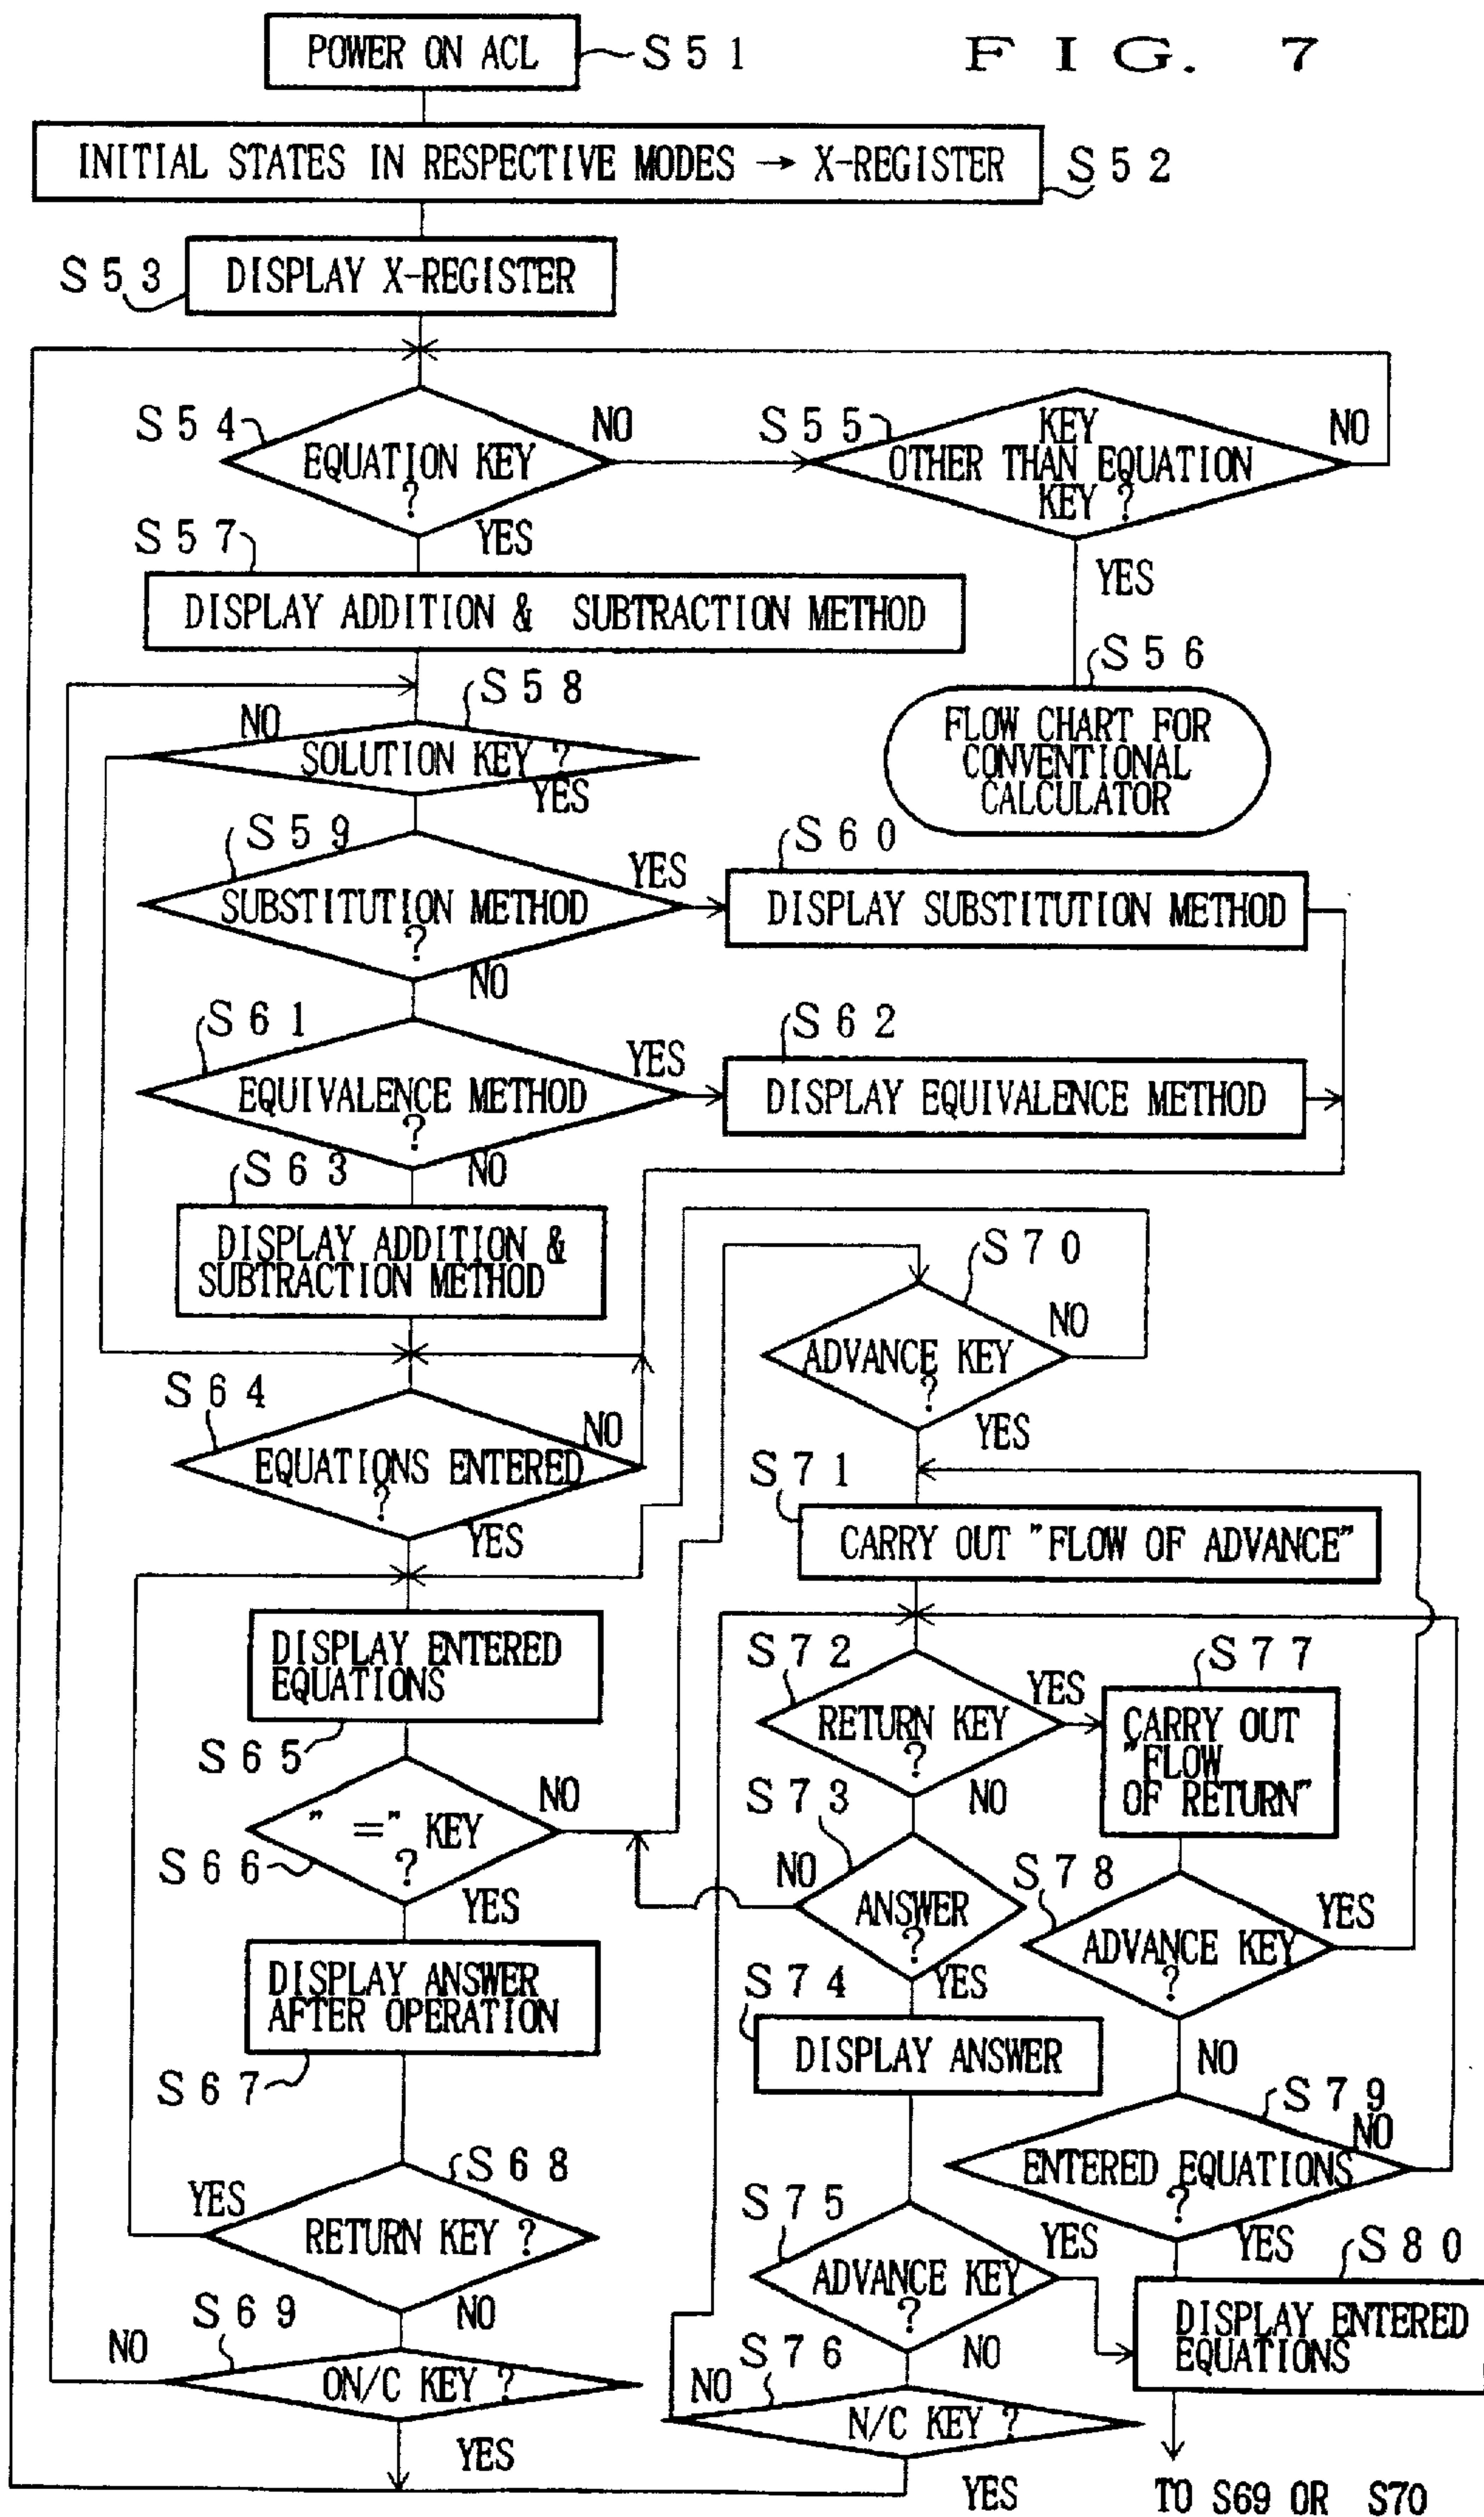 POWER ON ACL
S51
FIG. 7
INITIAL STATES IN RESPECTIVE MODES → X-REGISTER
S52
S53
DISPLAY X-REGISTER
S54
EQUATION KEY
?
NO
S55
KEY
OTHER THAN EQUATION
KEY ?
NO
YES
YES
S57
DISPLAY ADDITION & SUBTRACTION METHOD
S56
FLOW CHART FOR
CONVENTIONAL
CALCULATOR
S58
NO
SOLUTION KEY ?
YES
S59
SUBSTITUTION METHOD
?
YES
NO
S60
DISPLAY SUBSTITUTION METHOD
S61
EQUIVALENCE METHOD
?
YES
NO
S62
DISPLAY EQUIVALENCE METHOD
S63
DISPLAY ADDITION &
SUBTRACTION METHOD
S64
EQUATIONS ENTERED
?
NO
YES
S70
ADVANCE KEY
?
NO
YES
S71
CARRY OUT "FLOW OF ADVANCE"
DISPLAY ENTERED
EQUATIONS
S65
" =" KEY
?
S66
NO
YES
DISPLAY ANSWER
AFTER OPERATION
S67
S68
YES
RETURN KEY ?
NO
S69
NO
ON/C KEY ?
YES
S72
RETURN KEY
?
YES
NO
S77
CARRY OUT
"FLOW
OF RETURN"
S73
NO
ANSWER
?
YES
S78
ADVANCE KEY
?
YES
NO
S74
DISPLAY ANSWER
S79
NO
ENTERED EQUATIONS
?
YES
S75
ADVANCE KEY
?
YES
NO
S80
DISPLAY ENTERED
EQUATIONS
S76
NO
N/C KEY ?
YES
TO S69 OR S70